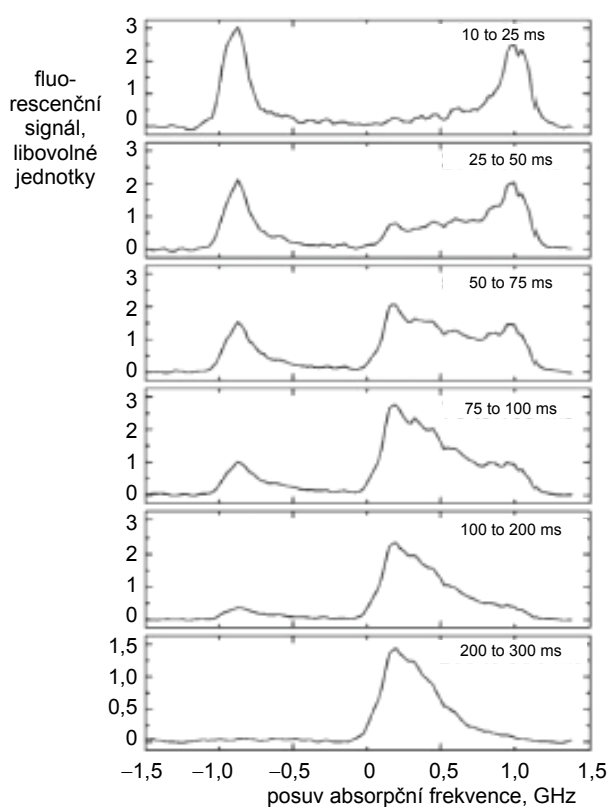 fluo-
rescenční
signál,
libovolné
jednotky
3
2
1
0
10 to 25 ms
3
2
1
0
25 to 50 ms
3
2
1
0
50 to 75 ms
3
2
1
0
75 to 100 ms
3
2
1
0
100 to 200 ms
1,5
1,0
0,5
0
200 to 300 ms
−1,5 −1,0 −0,5 0 0,5 1,0 1,5
posuv absorpční frekvence, GHz